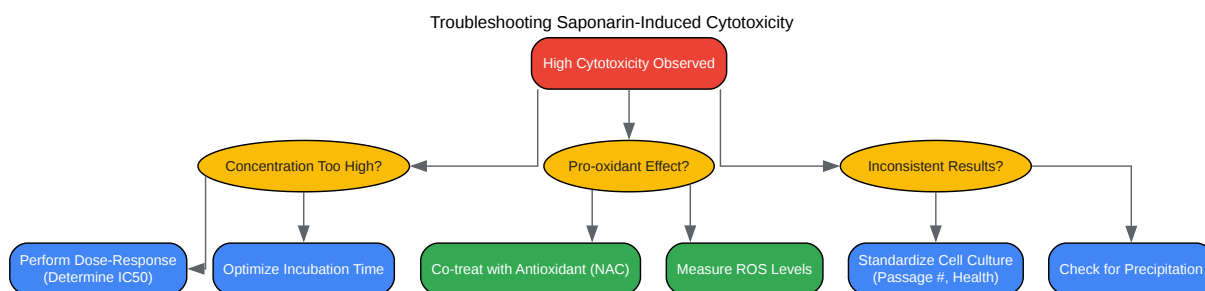 Troubleshooting Saponarin-Induced Cytotoxicity
High Cytotoxicity Observed
Concentration Too High?
Pro-oxidant Effect?
Inconsistent Results?
Perform Dose-Response
(Determine IC50)
Optimize Incubation Time
Co-treat with Antioxidant (NAC)
Measure ROS Levels
Standardize Cell Culture
(Passage #, Health)
Check for Precipitation